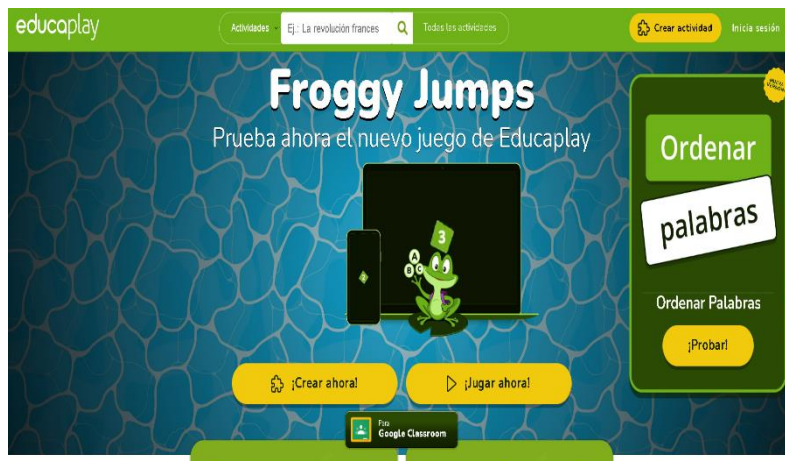 educaplay
Actividades
Ej.: La revolución frances
Todas las actividades
Crear actividad
Inicia sesión
Froggy Jumps
Prueba ahora el nuevo juego de Educaplay
3
A
B C
Ordenar
palabras
Ordenar Palabras
¡Probar!
¡Crear ahora!
¡Jugar ahora!
Para
Google Classroom